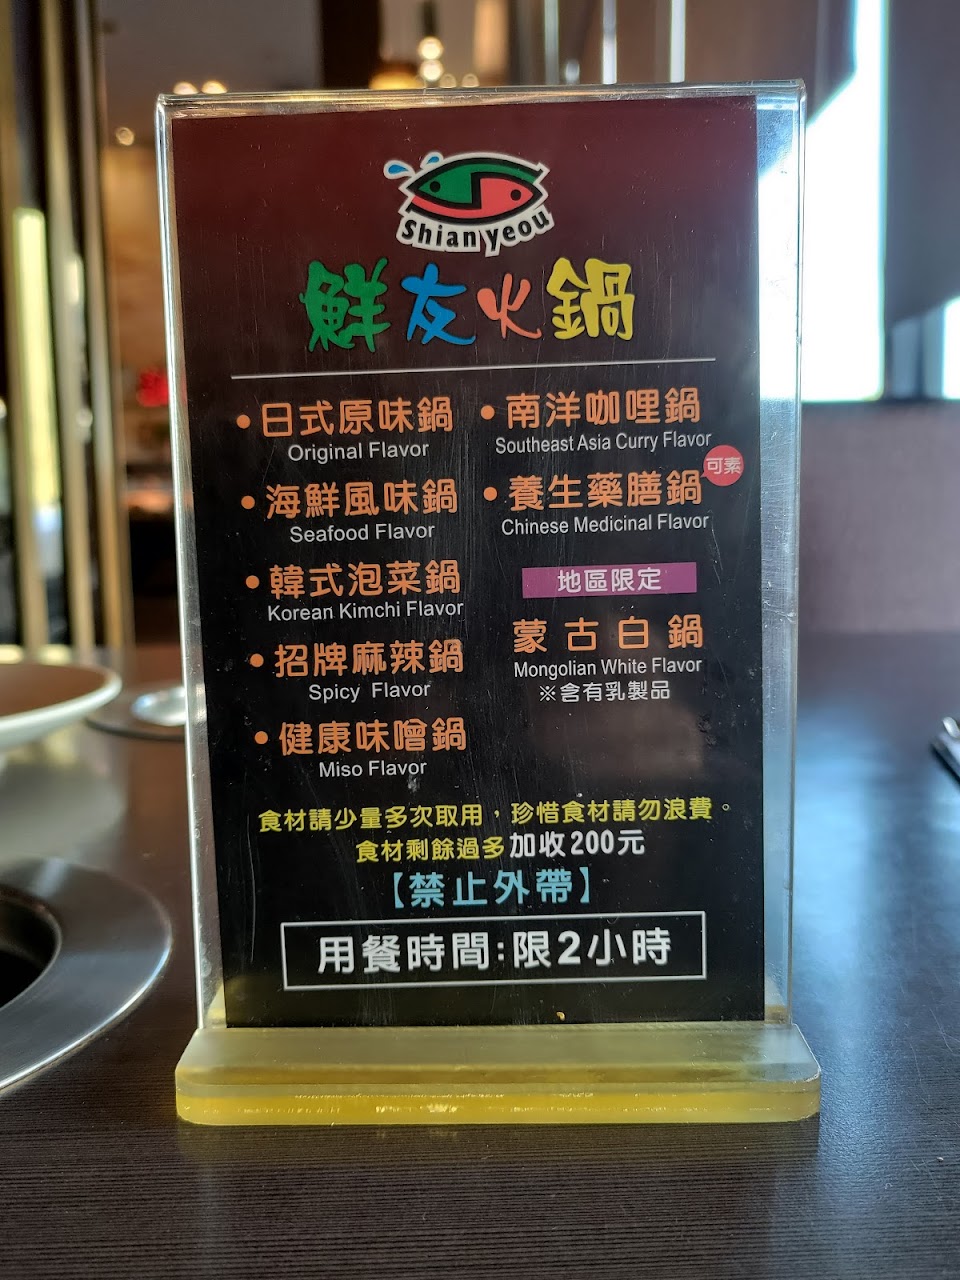 Shian yeou
鮮友火鍋
• 日式原味鍋
Original Flavor
• 海鮮風味鍋
Seafood Flavor
• 韓式泡菜鍋
Korean Kimchi Flavor
• 招牌麻辣鍋
Spicy Flavor
• 健康味噌鍋
Miso Flavor
• 南洋咖哩鍋
Southeast Asia Curry Flavor
可素
• 養生藥膳鍋
Chinese Medicinal Flavor
地區限定
蒙古白鍋
Mongolian White Flavor
※含有乳製品
食材請少量多次取用，珍惜食材請勿浪費。
食材剩餘過多加收200元
【禁止外帶】
用餐時間:限2小時